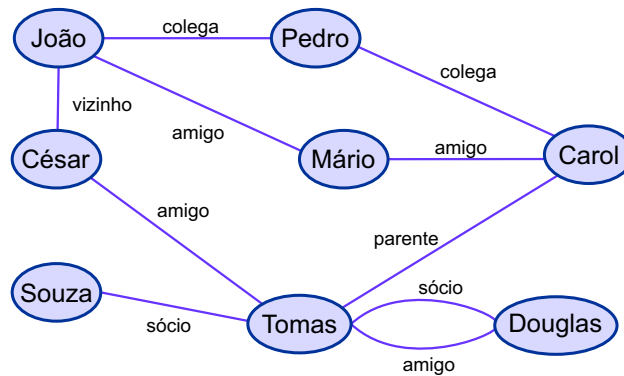 João
colega
Pedro
colega
vizinho
amigo
César
Mário
amigo
Carol
amigo
parente
Souza
sócio
sócio
Tomas
Douglas
amigo